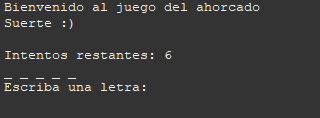 Bienvenido al juego del ahorcado
Suerte :)
Intentos restantes: 6
_ _ _ _ _
Escriba una letra: